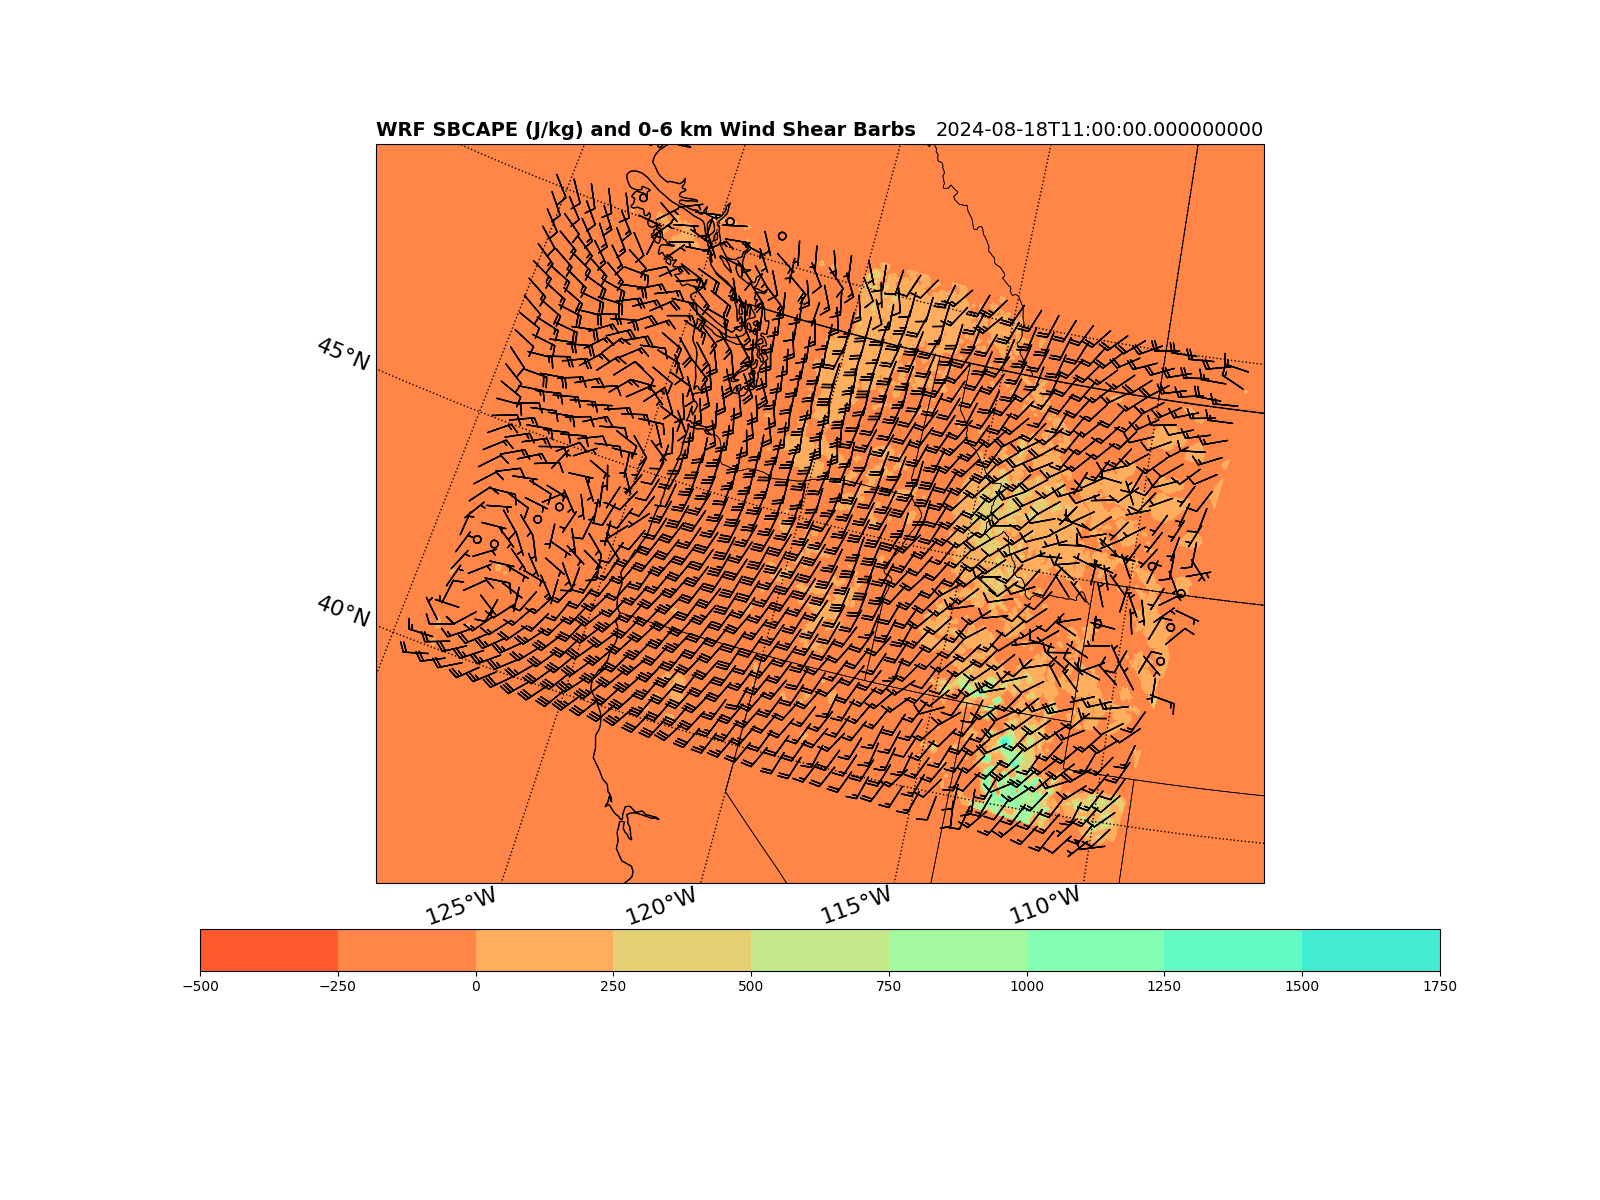 WRF SBCAPE (J/kg) and 0-6 km Wind Shear Barbs 2024-08-18T11:00:00.000000000
45°N
40°N
125°W 120°W 115°W 110°W
−500 −250 0 250 500 750 1000 1250 1500 1750